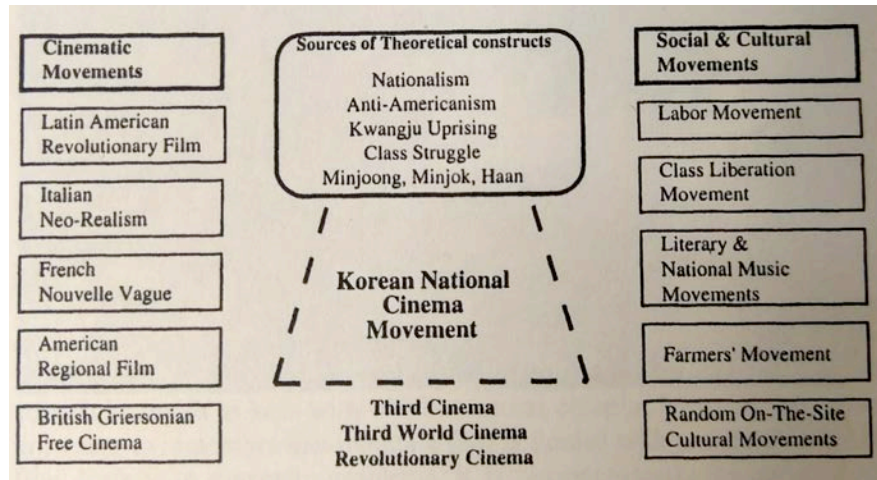 Cinematic
Movements
Latin American
Revolutionary Film
Italian
Neo-Realism
French
Nouvelle Vague
American
Regional Film
British Griersonian
Free Cinema
Sources of Theoretical constructs
Nationalism
Anti-Americanism
Kwangju Uprising
Class Struggle
Minjoong, Minjok, Haan
Korean National
Cinema
Movement
Third Cinema
Third World Cinema
Revolutionary Cinema
Social & Cultural
Movements
Labor Movement
Class Liberation
Movement
Literary &
National Music
Movements
Farmers' Movement
Random On-The-Site
Cultural Movements